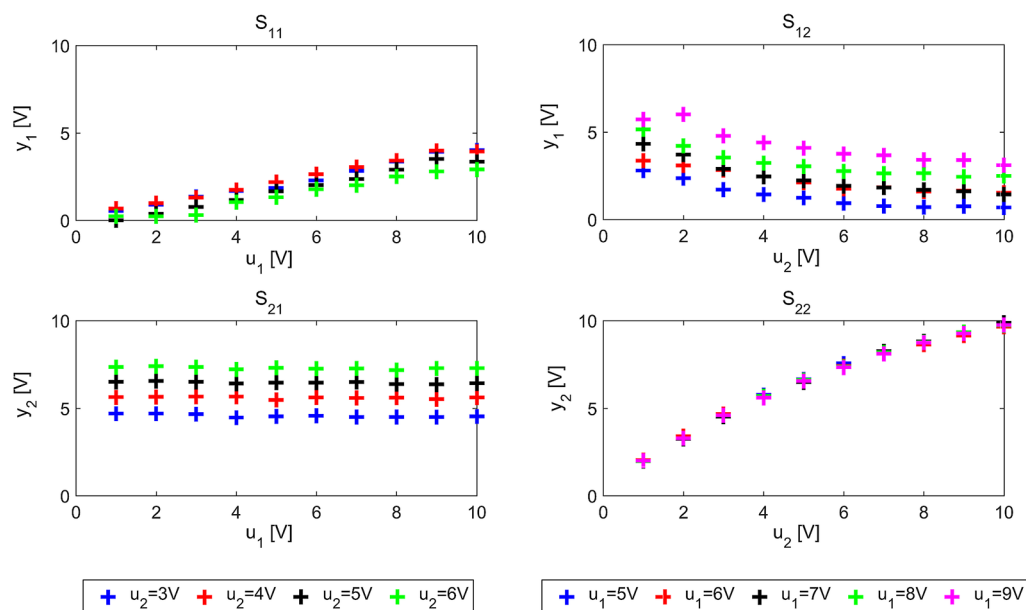 S11
S12
10
5
0
y1 [V]
0 2 4 6 8 10
u1 [V]
10
5
0
y1 [V]
0 2 4 6 8 10
u2 [V]
S21
S22
10
5
0
y2 [V]
0 2 4 6 8 10
u1 [V]
10
5
0
y2 [V]
0 2 4 6 8 10
u2 [V]
u2=3V u2=4V u2=5V u2=6V
u1=5V u1=6V u1=7V u1=8V u1=9V